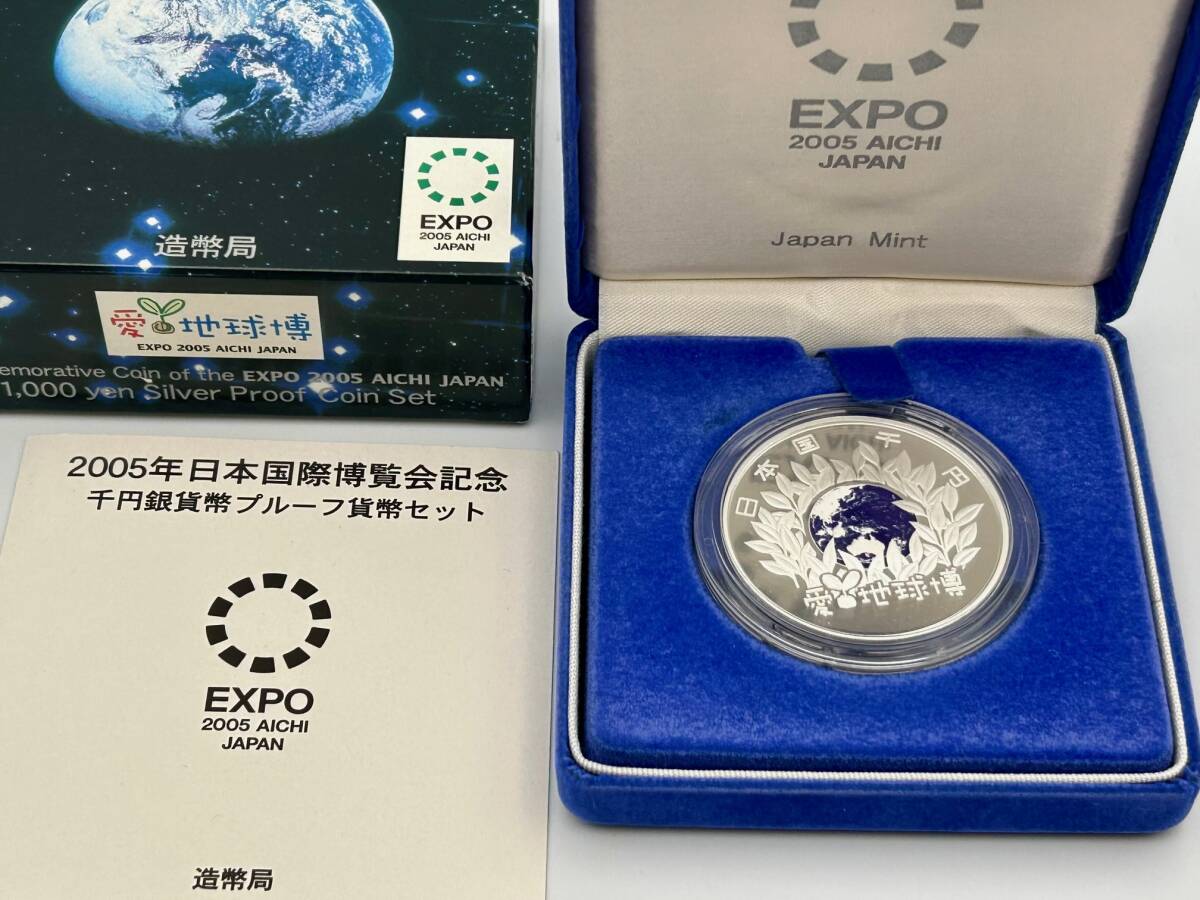 EXPO
2005 AICHI
JAPAN
造幣局
愛 地球博
EXPO 2005 AICHI JAPAN
emorative Coin of the EXPO 2005 AICHI JAPAN
1,000 yen Silver Proof Coin Set
2005年日本国際博覧会記念
千円銀貨幣プルーフ貨幣セット
EXPO
2005 AICHI
JAPAN
造幣局
EXPO
2005 AICHI
JAPAN
Japan Mint
日本国 千円
愛 地球博